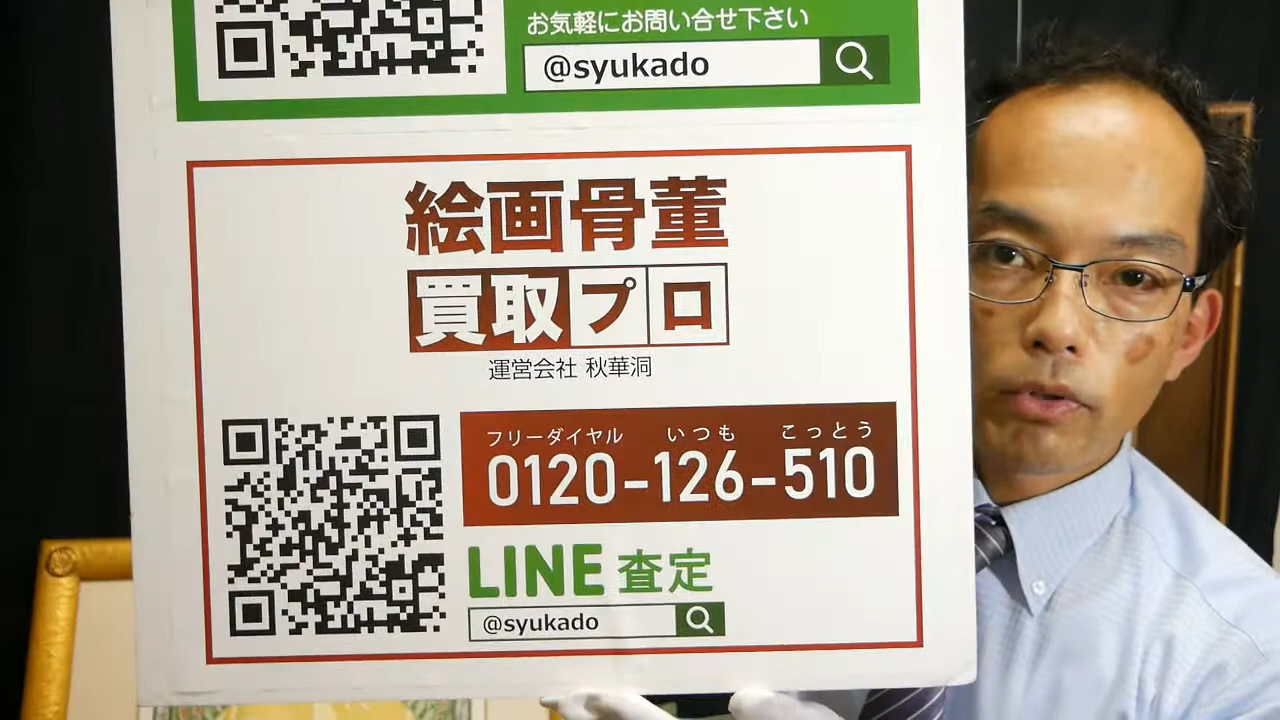 お気軽にお問い合せ下さい
@syukado
絵画骨董
買取プロ
運営会社 秋華洞
フリーダイヤル いつも こっとう
0120-126-510
LINE 査定
@syukado